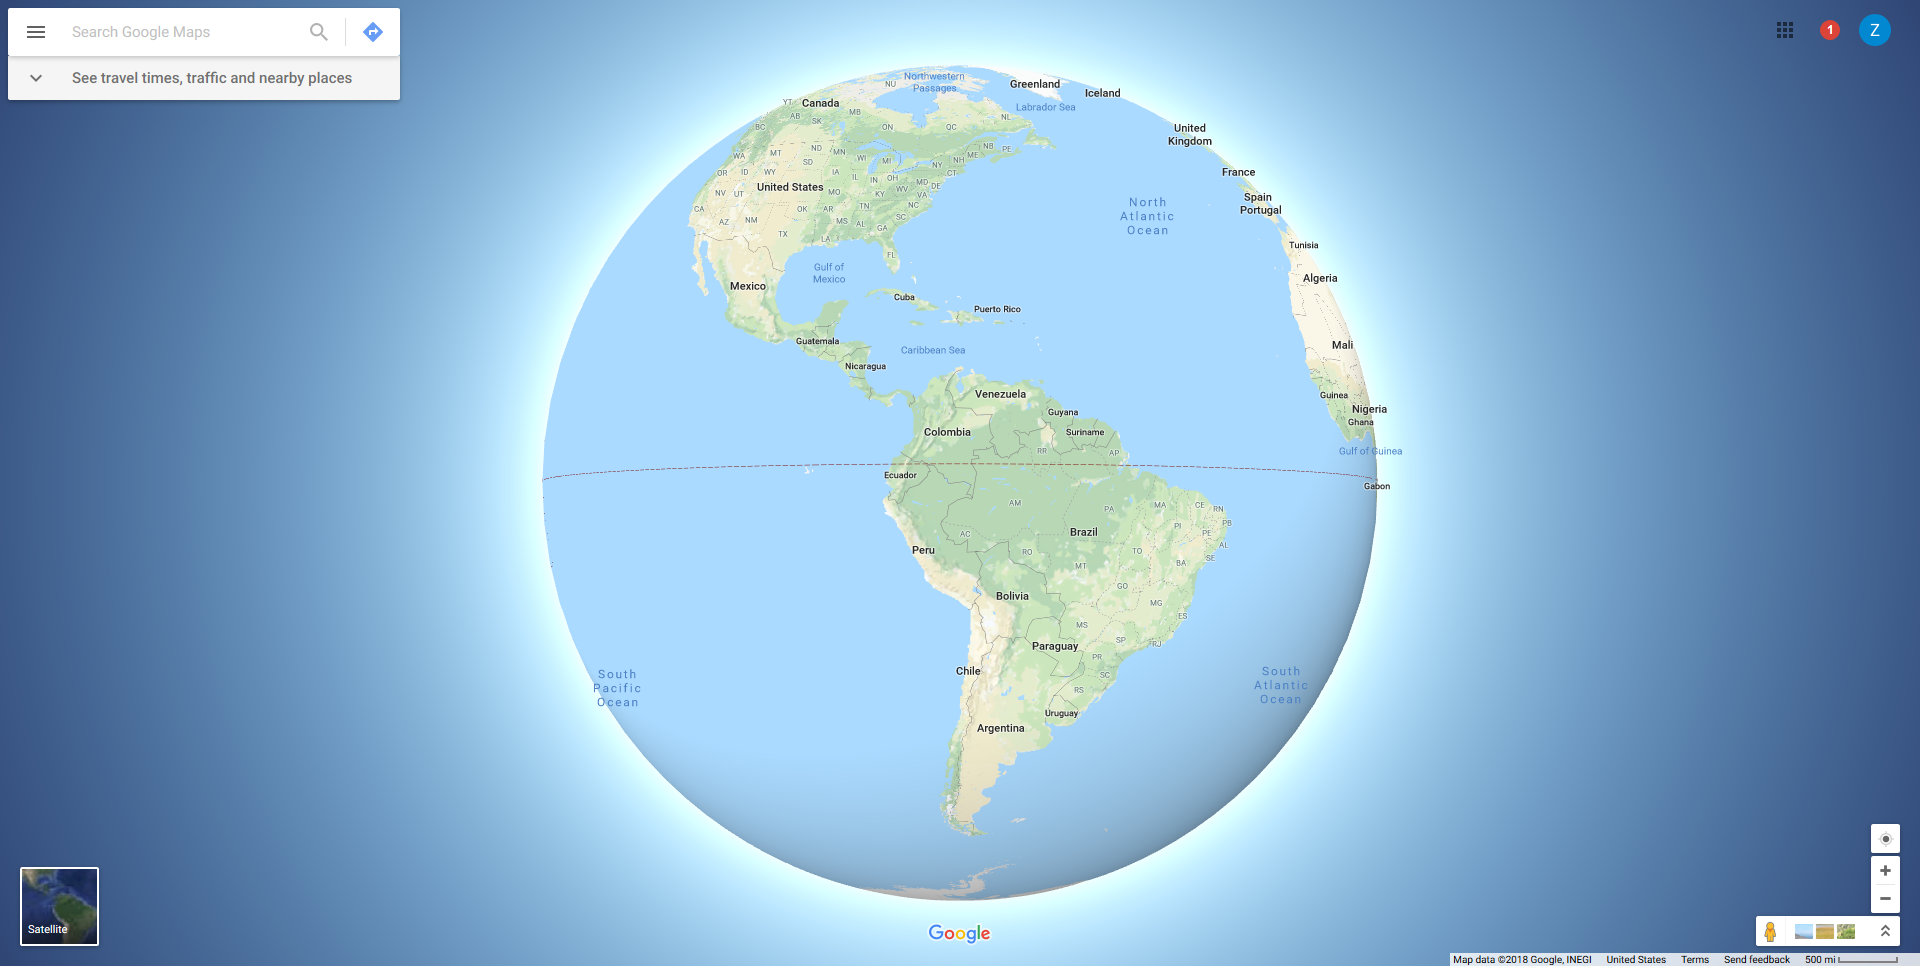 Search Google Maps
See travel times, traffic and nearby places
1
Z
Northwestern
Passages
NU
Greenland
Iceland
Labrador Sea
YT
Canada
AB
SK
MB
NL
BC
ON
QC
United
Kingdom
WA
MT
ND
MN
WI
MI
NB
PE
ME
NH
NY
CT
OR
ID
WY
SD
IA
IL
IN
OH
MD
DE
France
NV
UT
United States
MO
KY
WV
VA
Spain
Portugal
CA
AZ
NM
OK
AR
TN
NC
SC
North
Atlantic
Ocean
TX
LA
MS
AL
GA
FL
Tunisia
Algeria
Gulf of
Mexico
Mexico
Cuba
Puerto Rico
Guatemala
Caribbean Sea
Mali
Nicaragua
Venezuela
Guinea
Nigeria
Ghana
Guyana
Colombia
Suriname
RR
AP
Gulf of Guinea
Ecuador
Gabon
AM
PA
MA
CE
RN
PB
PI
PE
AL
SE
AC
Brazil
Peru
RO
TO
MT
BA
Bolivia
GO
MG
ES
MS
SP
RJ
Paraguay
PR
SC
Chile
RS
South
Pacific
Ocean
South
Atlantic
Ocean
Uruguay
Argentina
Satellite
Google
Map data ©2018 Google, INEGI United States Terms Send feedback 500 mi